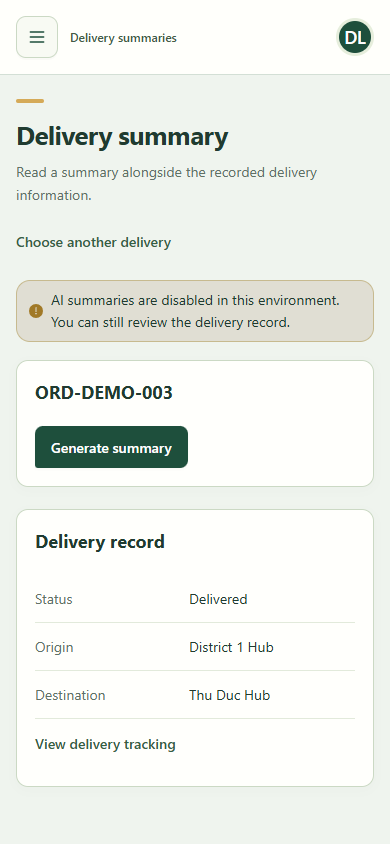 Delivery summaries
DL
Delivery summary
Read a summary alongside the recorded delivery
information.
Choose another delivery
AI summaries are disabled in this environment.
You can still review the delivery record.
ORD-DEMO-003
Generate summary
Delivery record
Status Delivered
Origin District 1 Hub
Destination Thu Duc Hub
View delivery tracking